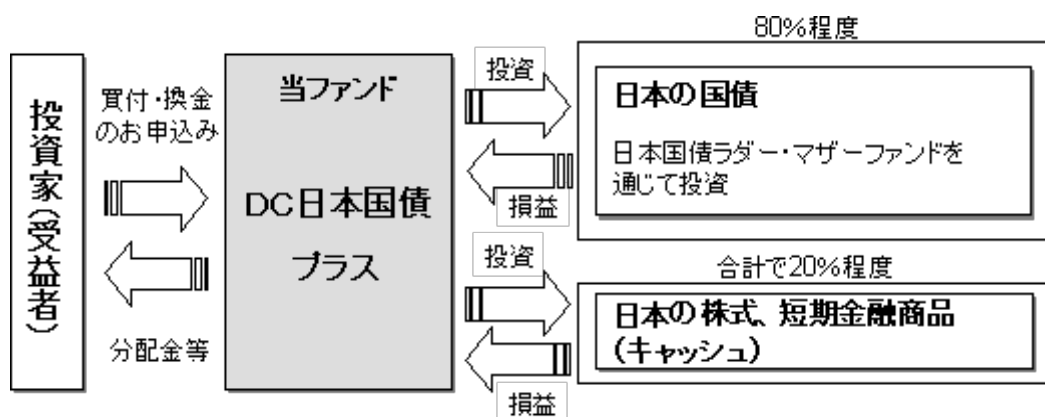 投資家(受益者)
買付・換金
のお申込み
分配金等
当ファンド
DC日本国債
プラス
投資
損益
投資
損益
80%程度
日本の国債
日本国債ラダー・マザーファンドを
通じて投資
合計で20%程度
日本の株式、短期金融商品
(キャッシュ)